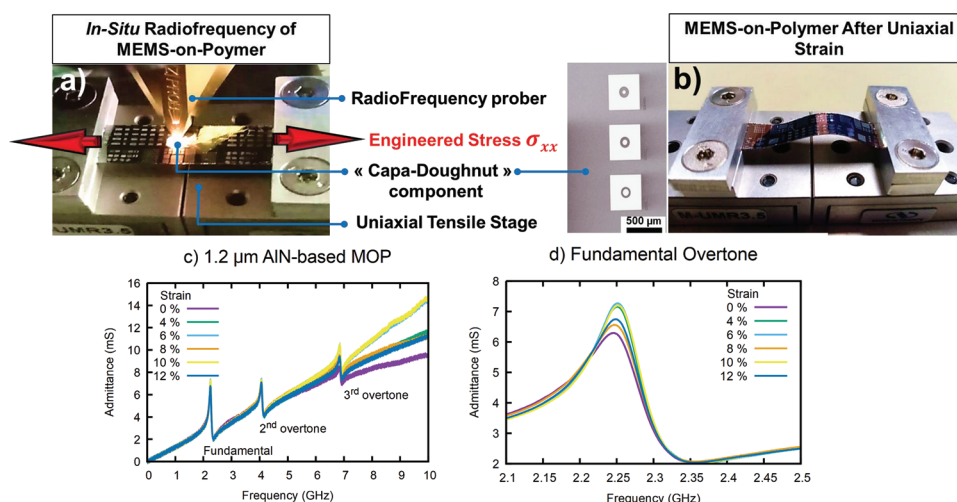 In-Situ Radiofrequency of
MEMS-on-Poymer
MEMS-on-Polymer After Uniaxial
Strain
a)
b)
RadioFrequency prober
Engineered Stress σxx
« Capa-Doughnut »
component
Uniaxial Tensile Stage
500 µm
-UMR3.5
M-UMR3.5
c) 1.2 µm AlN-based MOP
Admittance (mS)
16
14
12
10
8
6
4
2
0
Strain
0 %
4 %
6 %
8 %
10 %
12 %
Fundamental
2nd overtone
3rd overtone
0 1 2 3 4 5 6 7 8 9 10
Frequency (GHz)
d) Fundamental Overtone
Admittance (mS)
8
7
6
5
4
3
2
Strain
0 %
4 %
6 %
8 %
10 %
12 %
2.1 2.15 2.2 2.25 2.3 2.35 2.4 2.45 2.5
Frequency (GHz)